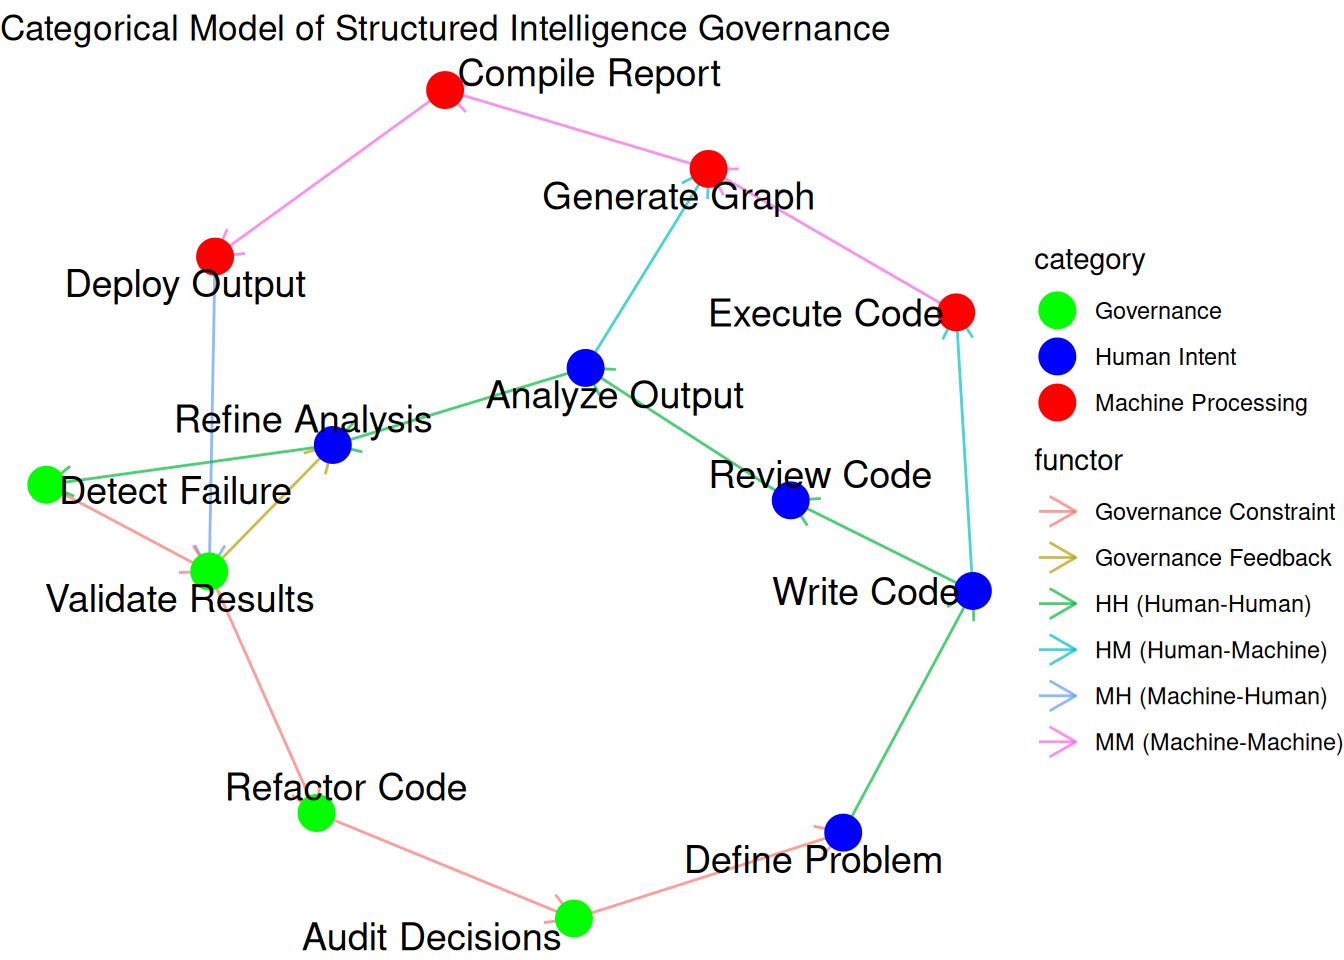 Categorical Model of Structured Intelligence Governance
Compile Report
Generate Graph
Deploy Output
Execute Code
Analyze Output
Refine Analysis
Review Code
Detect Failure
Validate Results
Write Code
Refactor Code
Define Problem
Audit Decisions
category
Governance
Human Intent
Machine Processing
functor
Governance Constraint
Governance Feedback
HH (Human-Human)
HM (Human-Machine)
MH (Machine-Human)
MM (Machine-Machine)